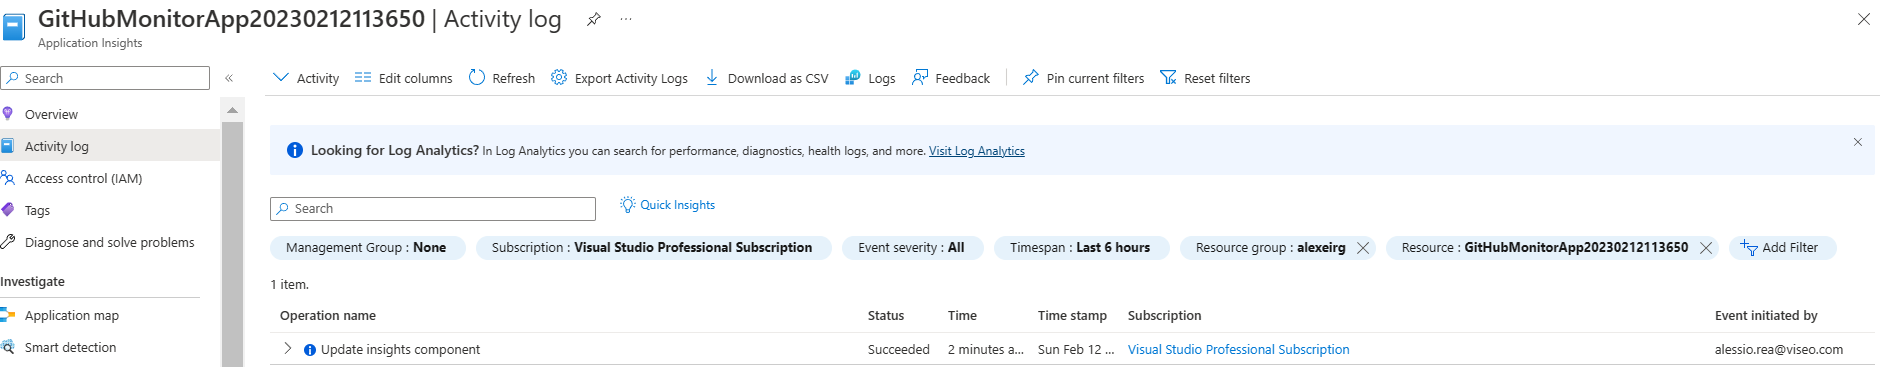 GitHubMonitorApp20230212113650 | Activity log
Application Insights
Search
Activity Edit columns Refresh Export Activity Logs Download as CSV Logs Feedback Pin current filters Reset filters
Overview
Activity log
Access control (IAM)
Tags
Diagnose and solve problems
Investigate
Application map
Smart detection
Looking for Log Analytics? In Log Analytics you can search for performance, diagnostics, health logs, and more. Visit Log Analytics
Search
Quick Insights
Management Group : None Subscription : Visual Studio Professional Subscription Event severity : All Timespan : Last 6 hours Resource group : alexeirg Resource : GitHubMonitorApp20230212113650 Add Filter
1 item.
Operation name Status Time Time stamp Subscription Event initiated by
Update insights component Succeeded 2 minutes a... Sun Feb 12 ... Visual Studio Professional Subscription alessio.rea@viseo.com